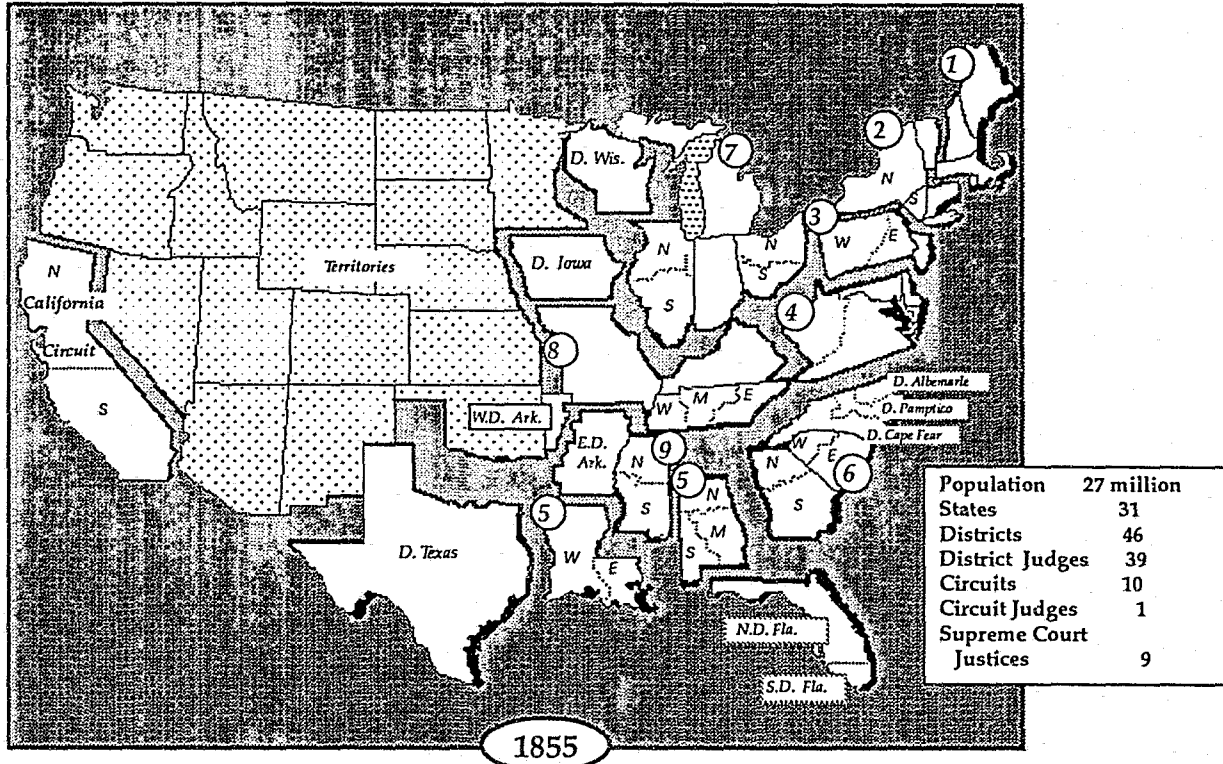 1
2
D. Wis.
7
N
S
3
N
W
E
N
D. Iowa
S
N
Territories
California
S
4
Circuit
8
D. Albemarle
S
M
E
W
D. Pamptico
W.D. Ark.
D. Cape Fear
E.D.
Ark.
9
W
E
N
N
6
5
N
5
S
S
M
D. Texas
W
E
S
N.D. Fla.
S.D. Fla.
Population 27 million
States 31
Districts 46
District Judges 39
Circuits 10
Circuit Judges 1
Supreme Court
Justices 9
1855